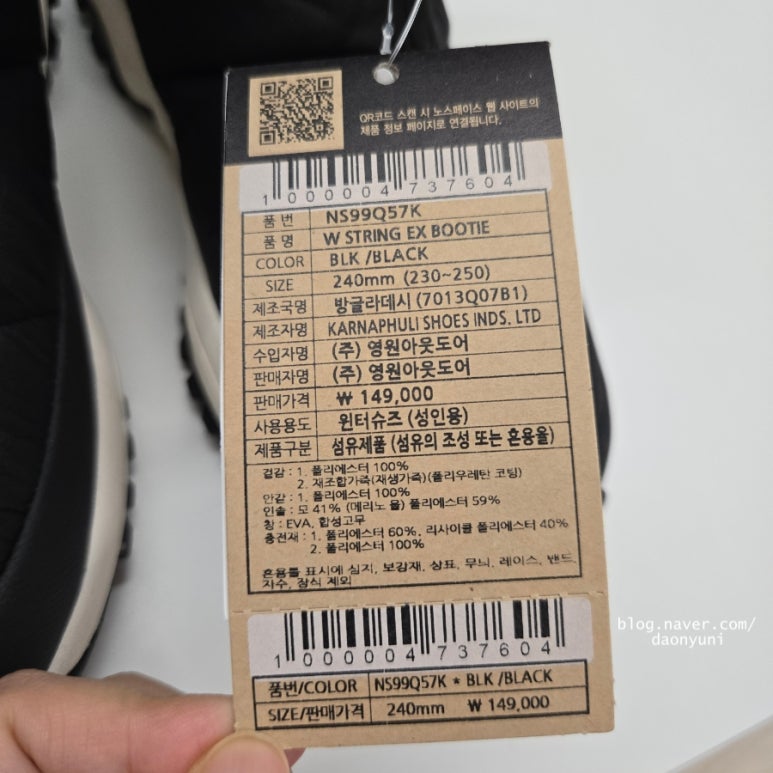 QR코드 스캔 시 노스페이스 웹 사이트의
제품 정보 페이지로 연결됩니다.
1000004737604
품 번 NS99Q57K
품 명 W STRING EX BOOTIE
COLOR BLK /BLACK
SIZE 240mm (230~250)
제조국명 방글라데시 (7013Q07B1)
제조자명 KARNAPHULI SHOES INDS. LTD
수입자명 (주) 영원아웃도어
판매자명 (주) 영원아웃도어
판매가격 ₩ 149,000
사용용도 윈터슈즈 (성인용)
제품구분 섬유제품 (섬유의 조성 또는 혼용율)
겉감 : 1. 폴리에스터 100%
2. 재조합가죽(재생가죽)(폴리우레탄 코팅)
안감 : 1. 폴리에스터 100%
인솔 : 모 41% (메리노 울) 폴리에스터 59%
창 : EVA, 합성고무
충전재 : 1. 폴리에스터 60%, 리사이클 폴리에스터 40%
2. 폴리에스터 100%
혼용률 표시에 심지, 보강재, 상표, 무늬, 레이스, 밴드,
자수, 장식 제외
1000004737604
품번/COLOR NS99Q57K * BLK /BLACK
SIZE/판매가격 240mm ₩ 149,000
blog.naver.com/
daonyuni